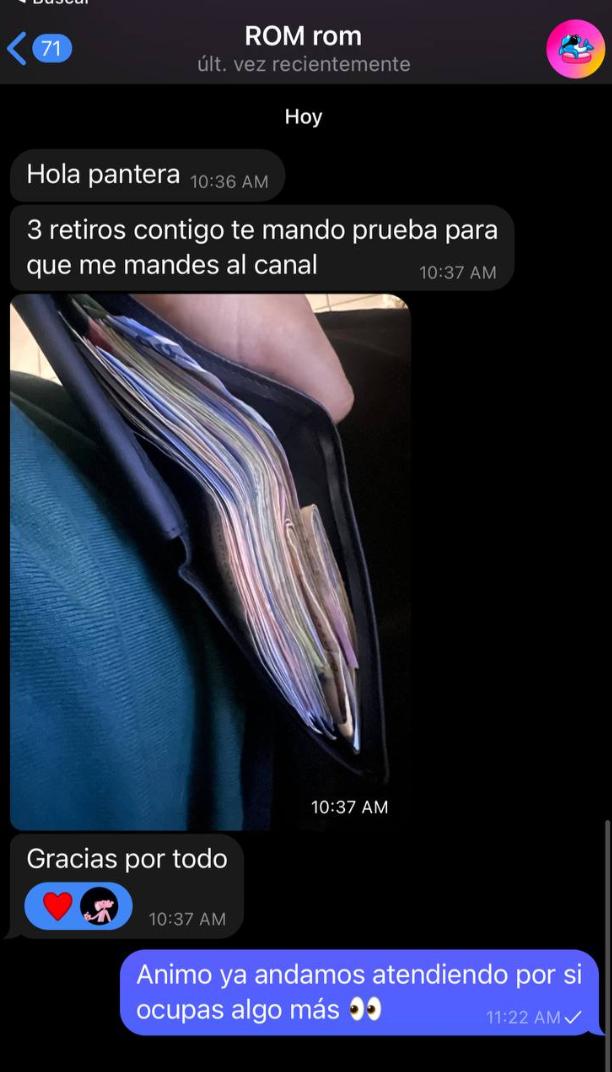 71
ROM rom
últ. vez recientemente
Hoy
Hola pantera 10:36 AM
3 retiros contigo te mando prueba para
que me mandes al canal 10:37 AM
10:37 AM
Gracias por todo
10:37 AM
Animo ya andamos atendiendo por si
ocupas algo más 👀 11:22 AM